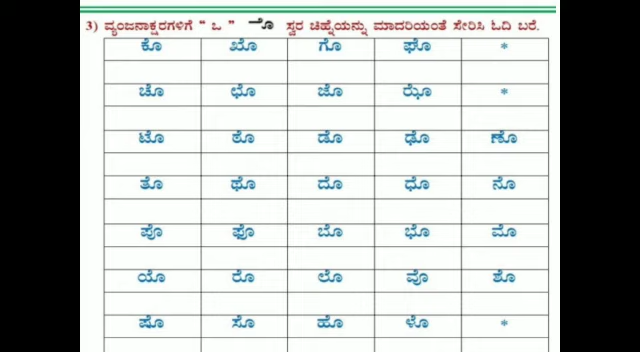 3) ವ್ಯಂಜನಾಕ್ಷರಗಳಿಗೆ “ ಒ ” ೊ ಸ್ವರ ಚಿಹ್ನೆಯನ್ನು ಮಾದರಿಯಂತೆ ಸೇರಿಸಿ ಓದಿ ಬರೆ.
ಕೊ ಖೊ ಗೊ ಘೊ *
ಚೊ ಛೊ ಜೊ ಝೊ *
ಟೊ ಠೊ ಡೊ ಢೊ ಣೊ
ತೊ ಥೊ ದೊ ಧೊ ನೊ
ಪೊ ಫೊ ಬೊ ಭೊ ಮೊ
ಯೊ ರೊ ಲೊ ವೊ ಶೊ
ಷೊ ಸೊ ಹೊ ಳೊ *